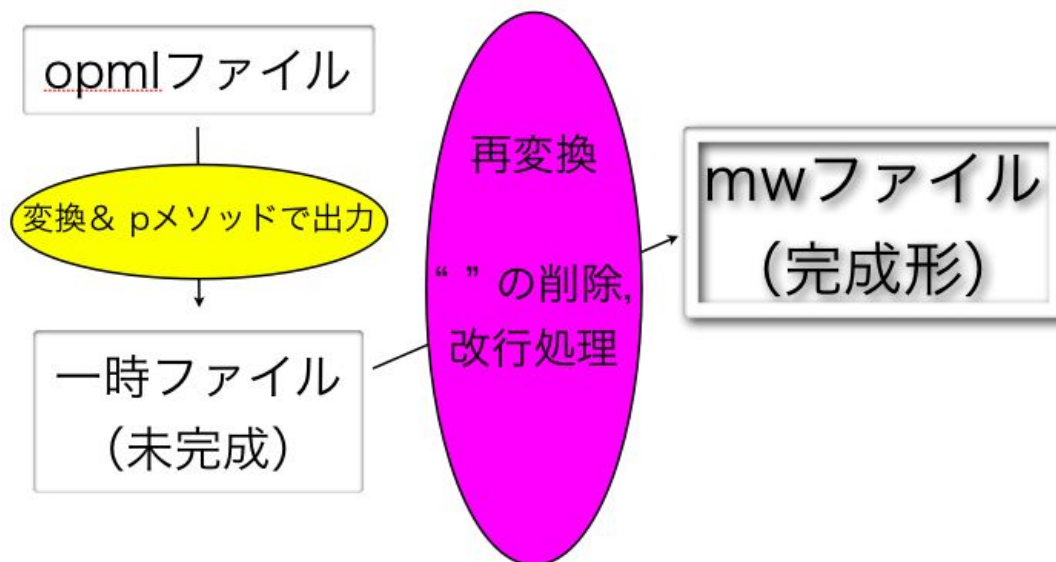 opmlファイル
変換＆ pメソッドで出力
一時ファイル
（未完成）
再変換
“ ” の削除,
改行処理
mwファイル
（完成形）